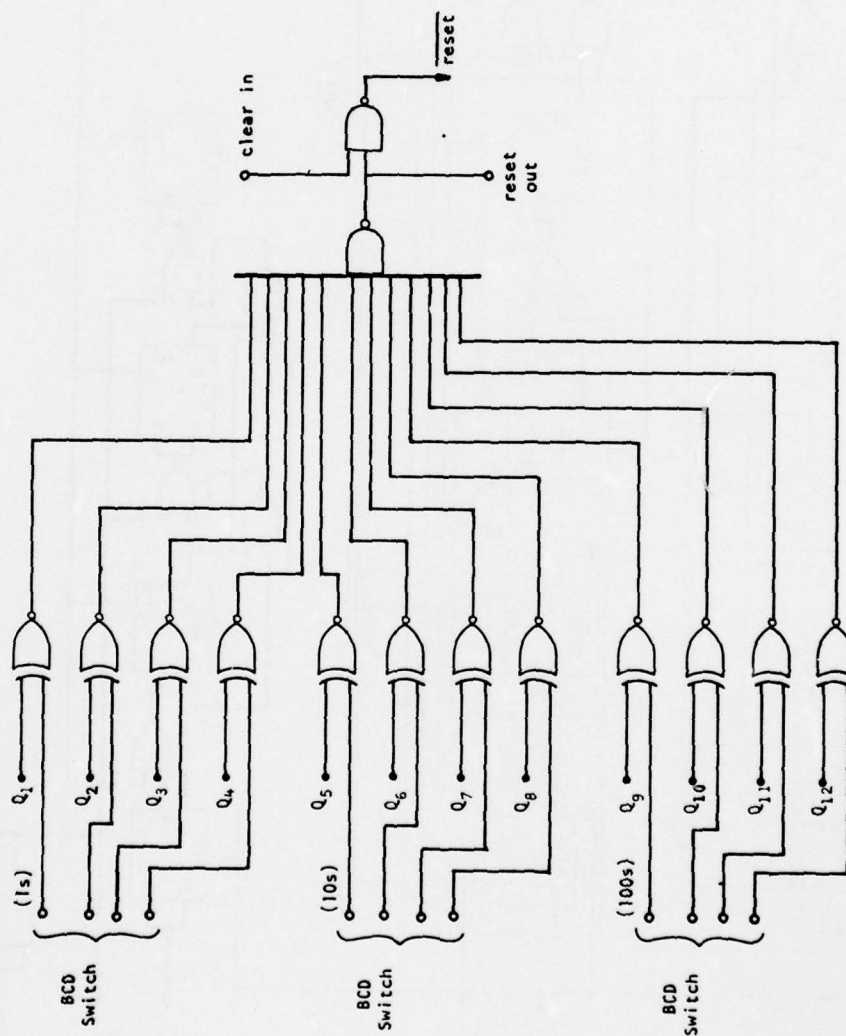 clear in
reset
reset
out
(1s)
BCD
Switch
Q1
Q2
Q3
Q4
(10s)
BCD
Switch
Q5
Q6
Q7
Q8
(100s)
BCD
Switch
Q9
Q10
Q11
Q12